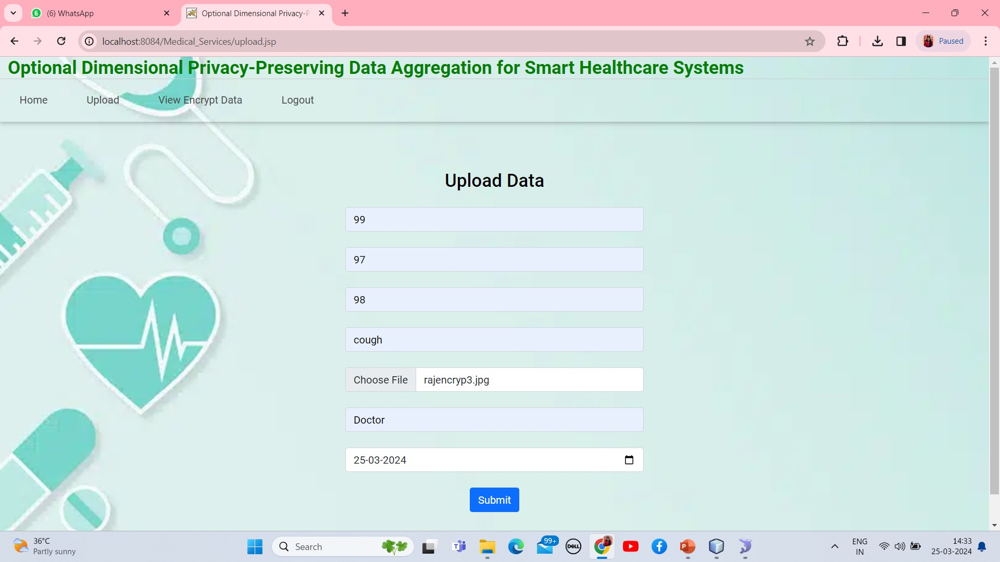 (6) WhatsApp
Optional Dimensional Privacy-P
localhost:8084/Medical_Services/upload.jsp
Paused
Optional Dimensional Privacy-Preserving Data Aggregation for Smart Healthcare Systems
Home Upload View Encrypt Data Logout
Upload Data
99
97
98
cough
Choose File rajencryp3.jpg
Doctor
25-03-2024
Submit
36°C
Partly sunny
Search
99+
DELL
ENG
IN
14:33
25-03-2024